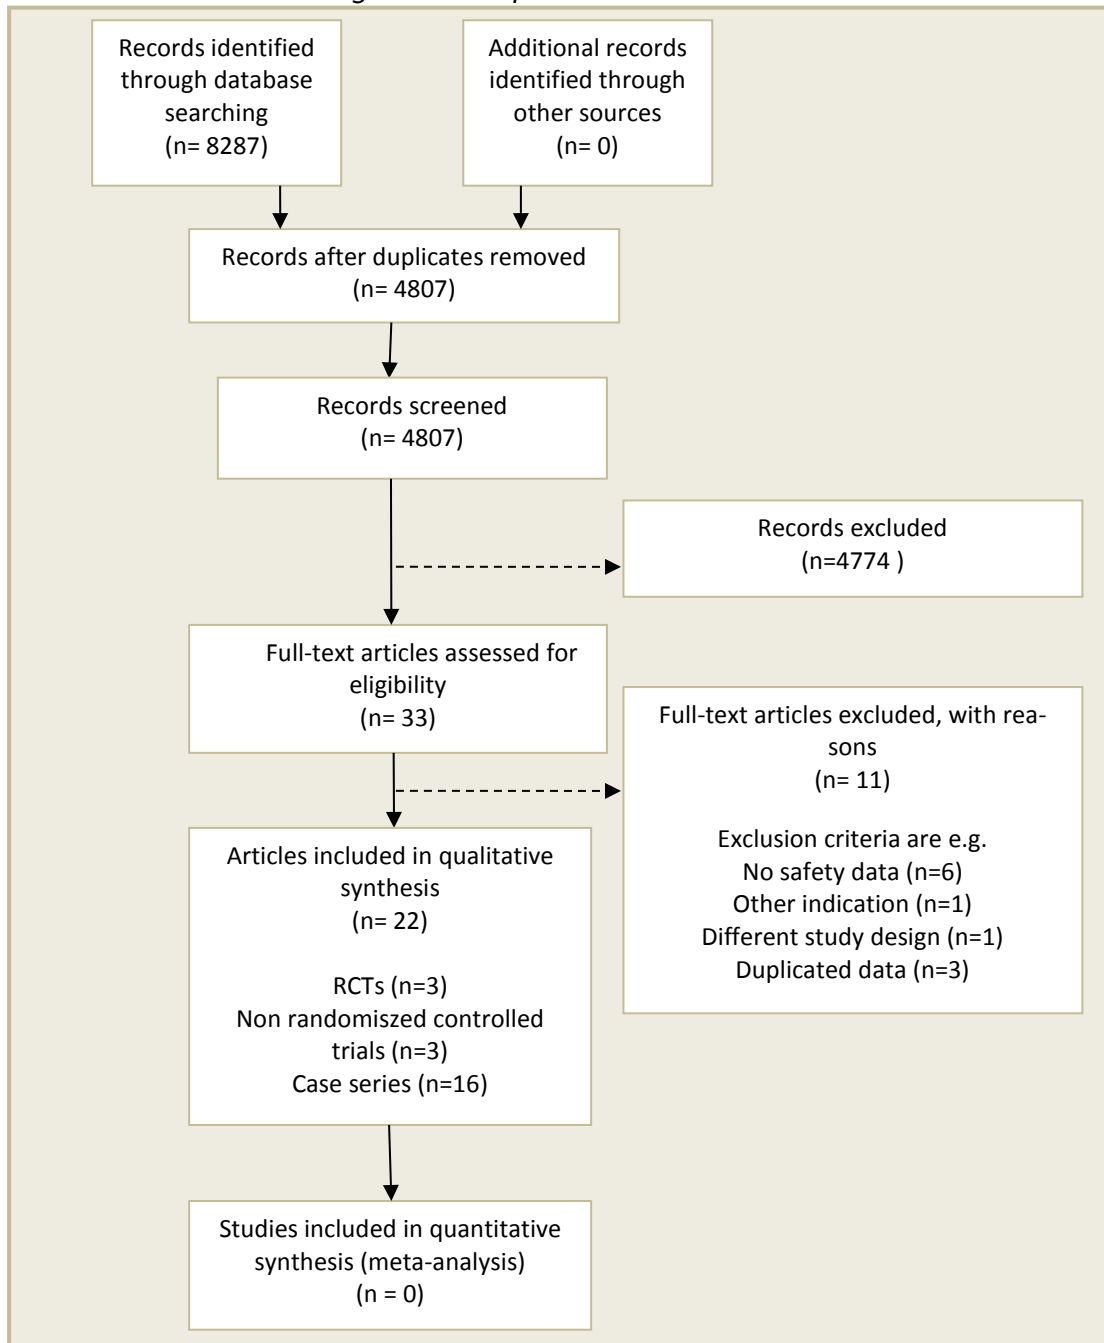 Records identified
through database
searching
(n= 8287)
Additional records
identified through
other sources
(n= 0)
Records after duplicates removed
(n= 4807)
Records screened
(n= 4807)
Records excluded
(n=4774 )
Full-text articles assessed for
eligibility
(n= 33)
Full-text articles excluded, with rea-
sons
(n= 11)
Exclusion criteria are e.g.
No safety data (n=6)
Other indication (n=1)
Different study design (n=1)
Duplicated data (n=3)
Articles included in qualitative
synthesis
(n= 22)
RCTs (n=3)
Non randomiszed controlled
trials (n=3)
Case series (n=16)
Studies included in quantitative
synthesis (meta-analysis)
(n = 0)